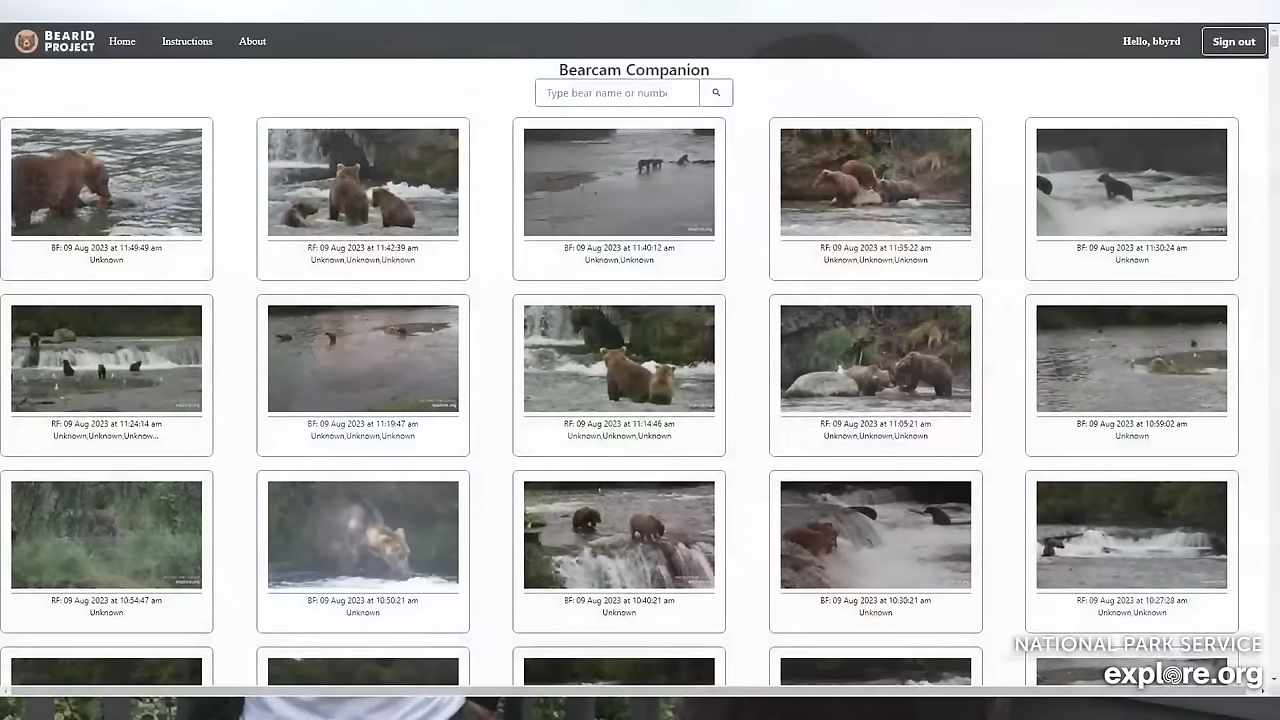 BEARID
PROJECT
Home
Instructions
About
Hello, bbyrd
Sign out
Bearcam Companion
Type bear name or numbe
BF: 09 Aug 2023 at 11:49:49 am
Unknown
RF: 09 Aug 2023 at 11:42:39 am
Unknown,Unknown,Unknown
BF: 09 Aug 2023 at 11:40:12 am
Unknown,Unknown
RF: 09 Aug 2023 at 11:35:22 am
Unknown,Unknown,Unknown
BF: 09 Aug 2023 at 11:30:24 am
Unknown
RF: 09 Aug 2023 at 11:24:14 am
Unknown,Unknown,Unknow...
BF: 09 Aug 2023 at 11:19:47 am
Unknown,Unknown,Unknown
RF: 09 Aug 2023 at 11:14:46 am
Unknown,Unknown,Unknown
RF: 09 Aug 2023 at 11:05:21 am
Unknown,Unknown,Unknown
BF: 09 Aug 2023 at 10:59:02 am
Unknown
RF: 09 Aug 2023 at 10:54:47 am
Unknown
BF: 09 Aug 2023 at 10:50:21 am
Unknown
BF: 09 Aug 2023 at 10:40:21 am
Unknown
BF: 09 Aug 2023 at 10:30:21 am
Unknown
RF: 09 Aug 2023 at 10:27:28 am
Unknown,Unknown
NATIONAL PARK SERVICE
explore.org